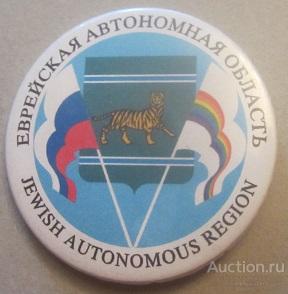 ЕВРЕЙСКАЯ АВТОНОМНАЯ ОБЛАСТЬ
JEWISH AUTONOMOUS REGION
Auction.ru